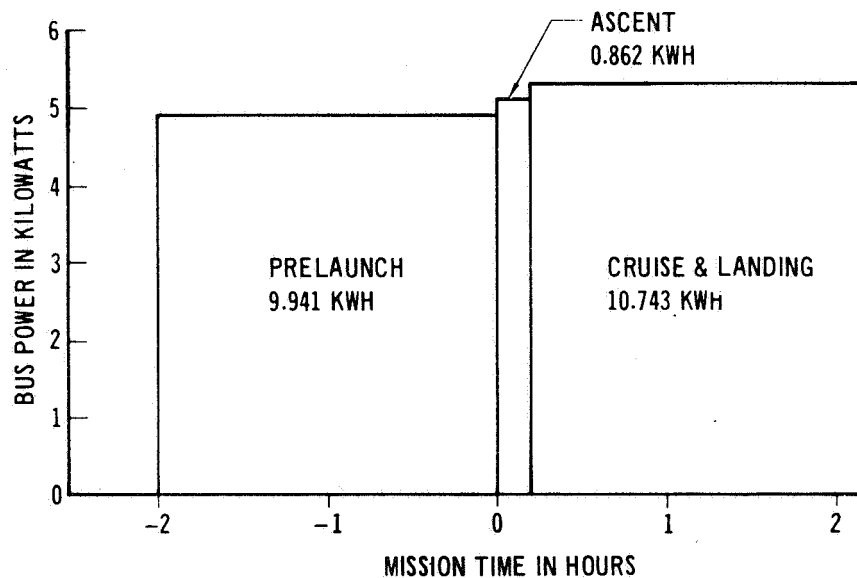 ASCENT
0.862 KWH
6
5
4
3
2
1
0
BUS POWER IN KILOWATTS
PRELAUNCH
9.941 KWH
CRUISE & LANDING
10.743 KWH
-2
-1
0
1
2
MISSION TIME IN HOURS